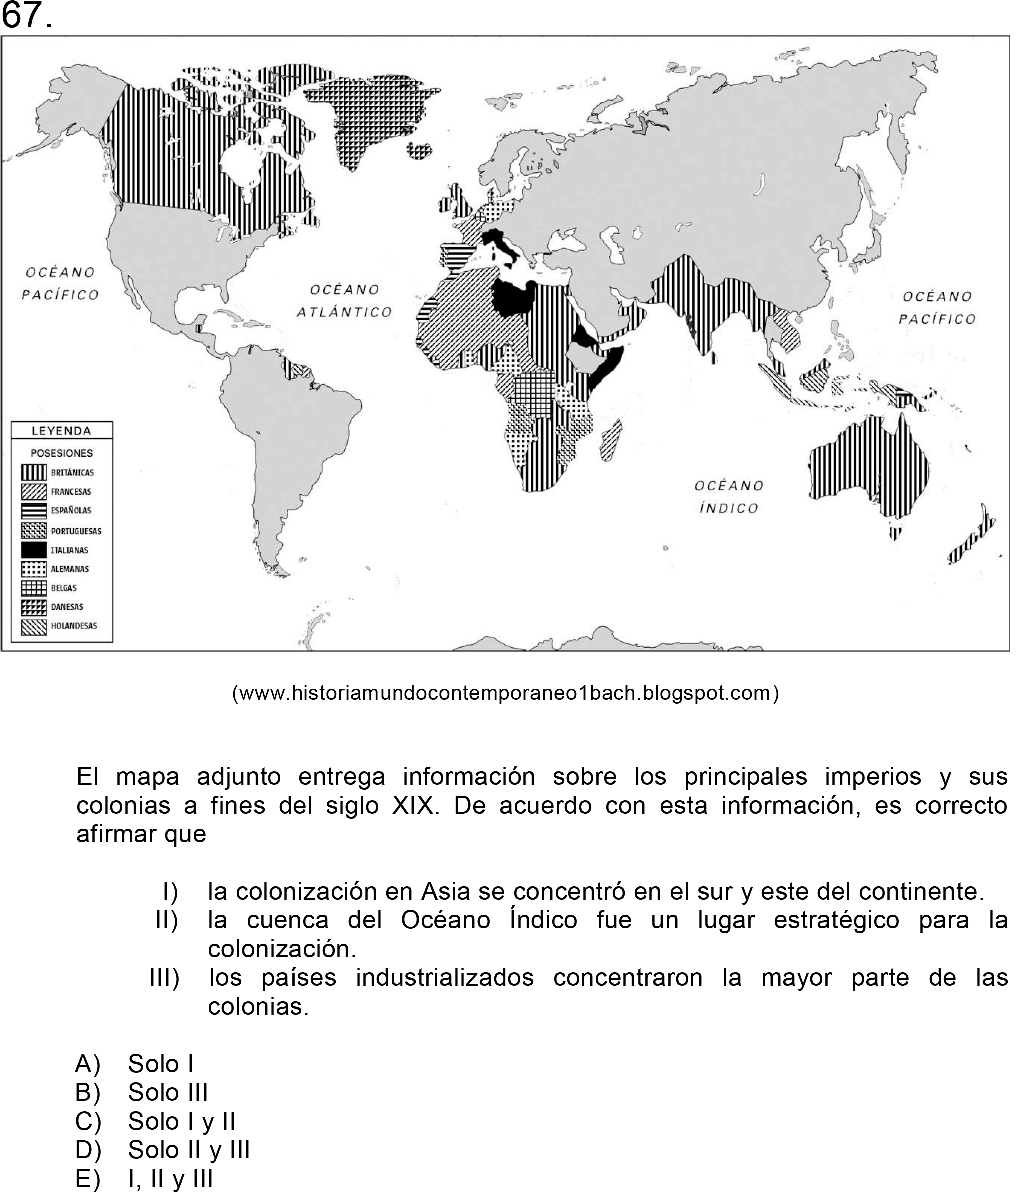 67.
OCÉANO
PACÍFICO
OCÉANO
ATLÁNTICO
OCÉANO
PACÍFICO
OCÉANO
ÍNDICO
LEYENDA
POSESIONES
BRITÁNICAS
FRANCESAS
ESPAÑOLAS
PORTUGUESAS
ITALIANAS
ALEMANAS
BELGAS
DANESAS
HOLANDESAS
(www.historiamundocontemporaneo1bach.blogspot.com)
El mapa adjunto entrega información sobre los principales imperios y sus
colonias a fines del siglo XIX. De acuerdo con esta información, es correcto
afirmar que
I) la colonización en Asia se concentró en el sur y este del continente.
II) la cuenca del Océano Índico fue un lugar estratégico para la
colonización.
III) los países industrializados concentraron la mayor parte de las
colonias.
A) Solo I
B) Solo III
C) Solo I y II
D) Solo II y III
E) I, II y III